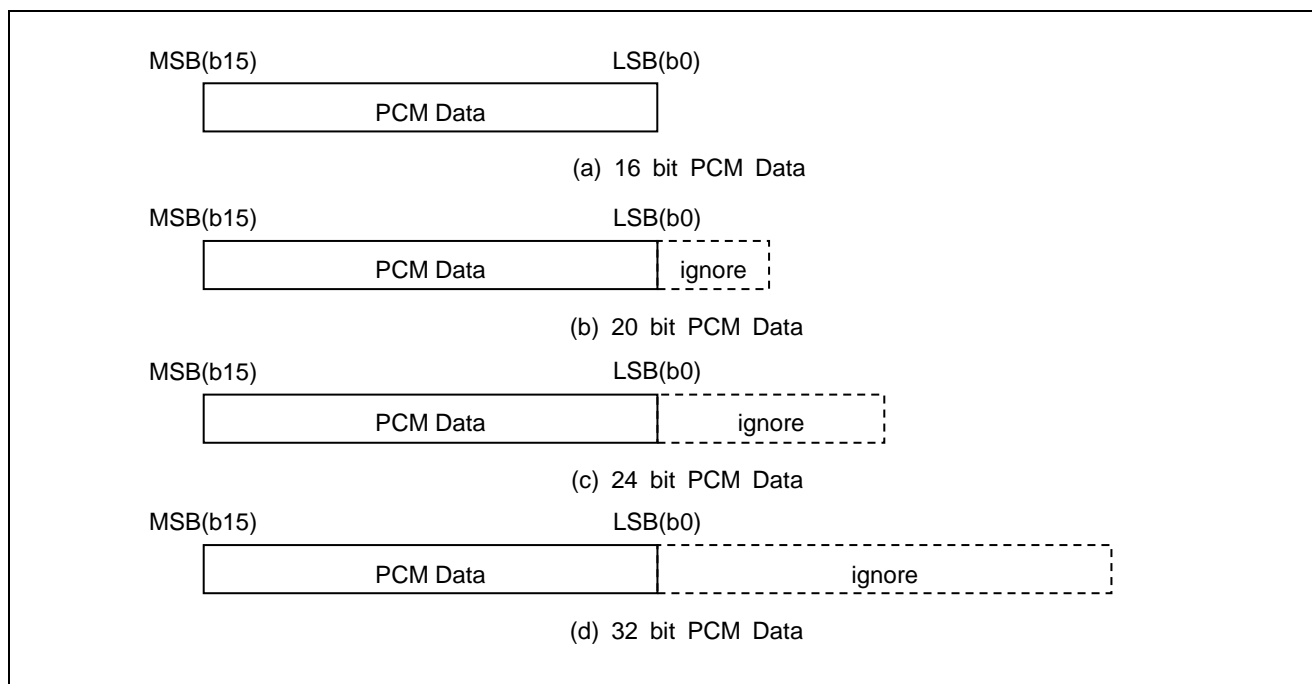 MSB(b15) LSB(b0)
PCM Data
(a) 16 bit PCM Data
MSB(b15) LSB(b0)
PCM Data ignore
(b) 20 bit PCM Data
MSB(b15) LSB(b0)
PCM Data ignore
(c) 24 bit PCM Data
MSB(b15) LSB(b0)
PCM Data ignore
(d) 32 bit PCM Data